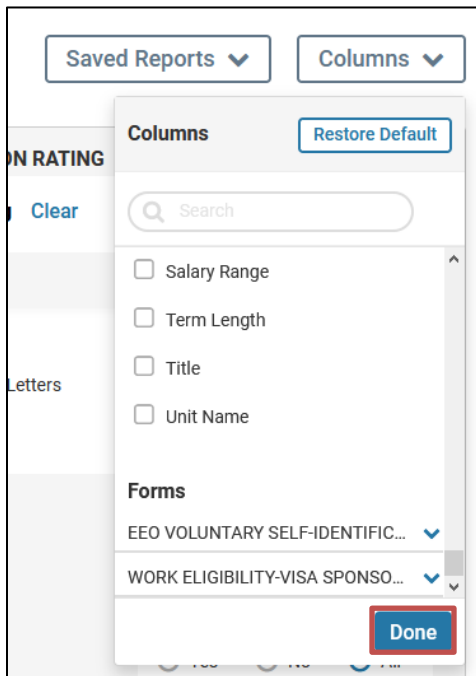 Saved Reports
Columns
Columns
Restore Default
ON RATING
Clear
Search
Salary Range
Term Length
Title
Letters
Unit Name
Forms
EEO VOLUNTARY SELF-IDENTIFIC...
WORK ELIGIBILITY-VISA SPONSO...
Done